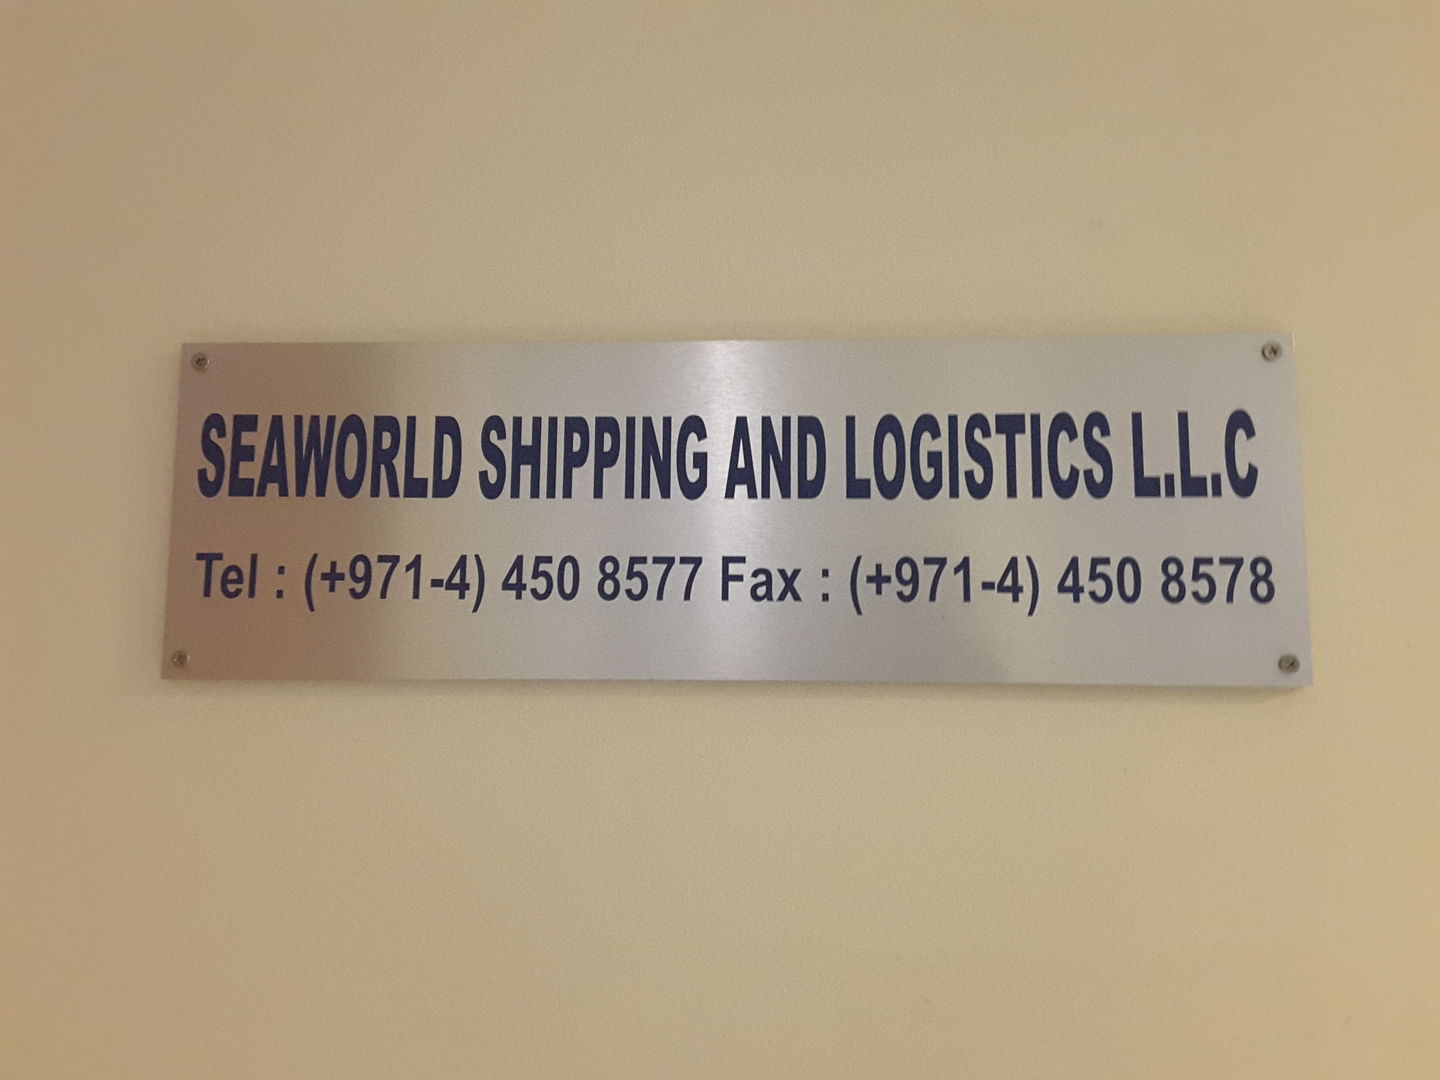 SEAWORLD SHIPPING AND LOGISTICS L.L.C
Tel : (+971-4) 450 8577 Fax : (+971-4) 450 8578